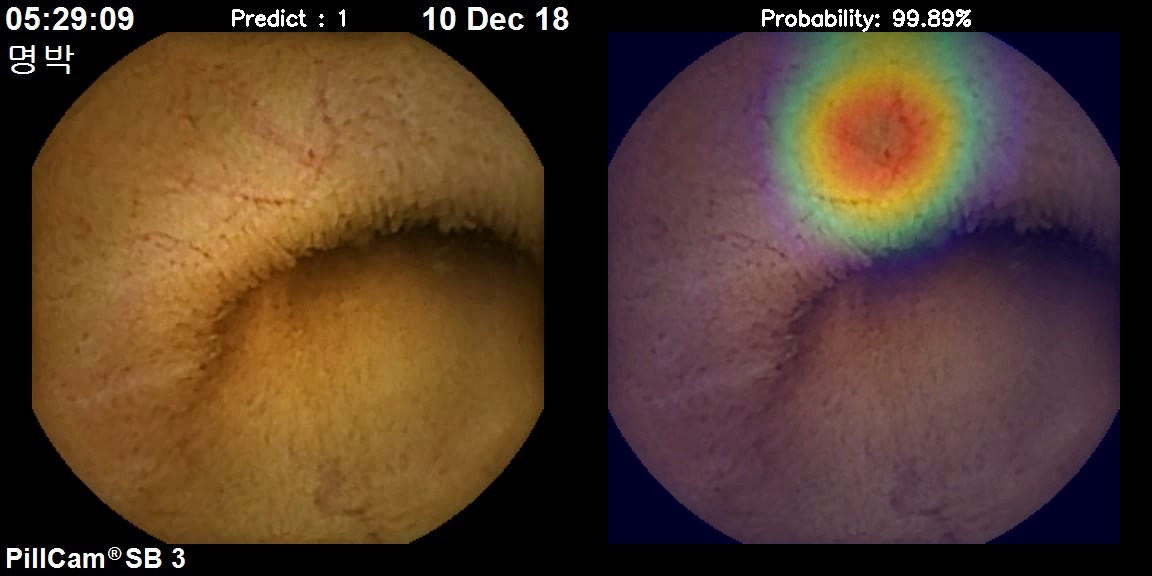 05:29:09
Predict : 1
10 Dec 18
Probability: 99.89%
명박
PillCam® SB 3